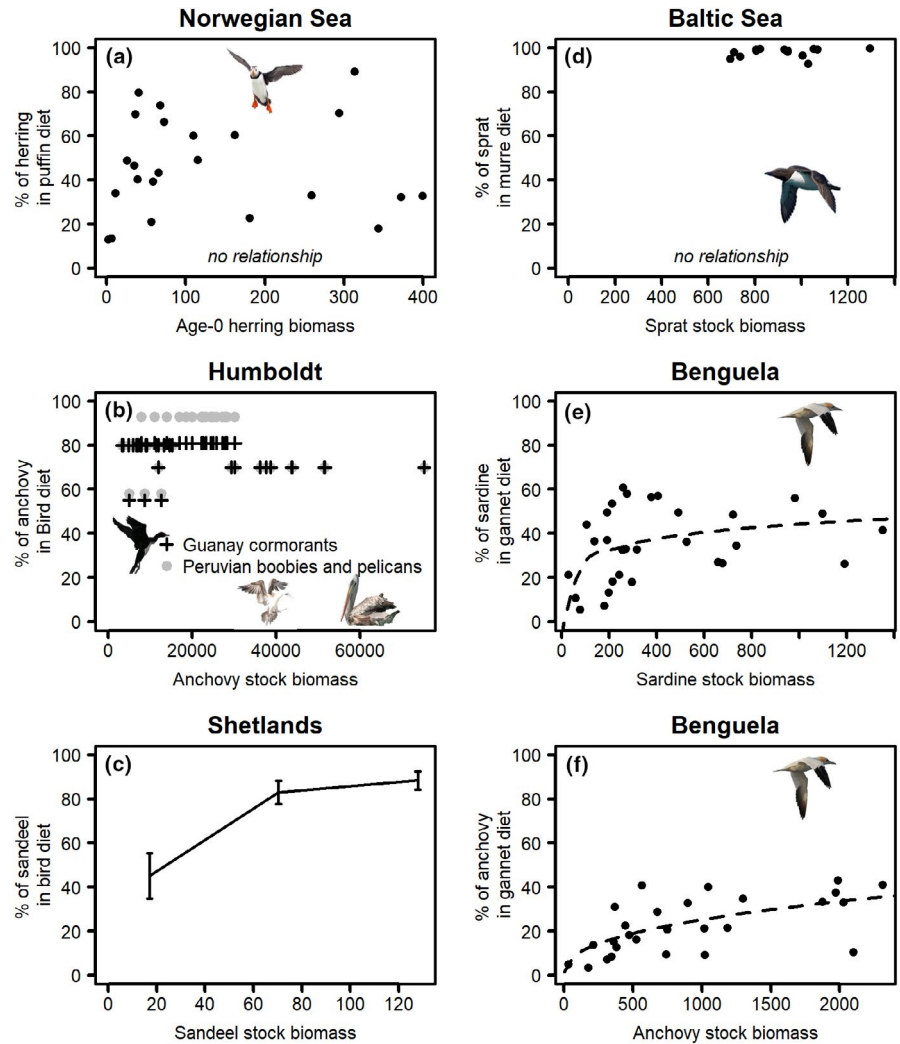 Norwegian Sea
(a)
% of herring
in puffin diet
100
80
60
40
20
0
no relationship
0 100 200 300 400
Age-0 herring biomass
Baltic Sea
(d)
% of sprat
in murre diet
100
80
60
40
20
0
no relationship
0 200 400 600 800 1000 1200
Sprat stock biomass
Humboldt
(b)
% of anchovy
in Bird diet
100
80
60
40
20
0
Guanay cormorants
Peruvian boobies and pelicans
0 20000 40000 60000
Anchovy stock biomass
Benguela
(e)
% of sardine
in gannet diet
100
80
60
40
20
0
0 200 400 600 800 1000 1200
Sardine stock biomass
Shetlands
(c)
% of sandeel
in bird diet
100
80
60
40
20
0
0 20 40 60 80 100 120
Sandeel stock biomass
Benguela
(f)
% of anchovy
in gannet diet
100
80
60
40
20
0
0 500 1000 1500 2000
Anchovy stock biomass